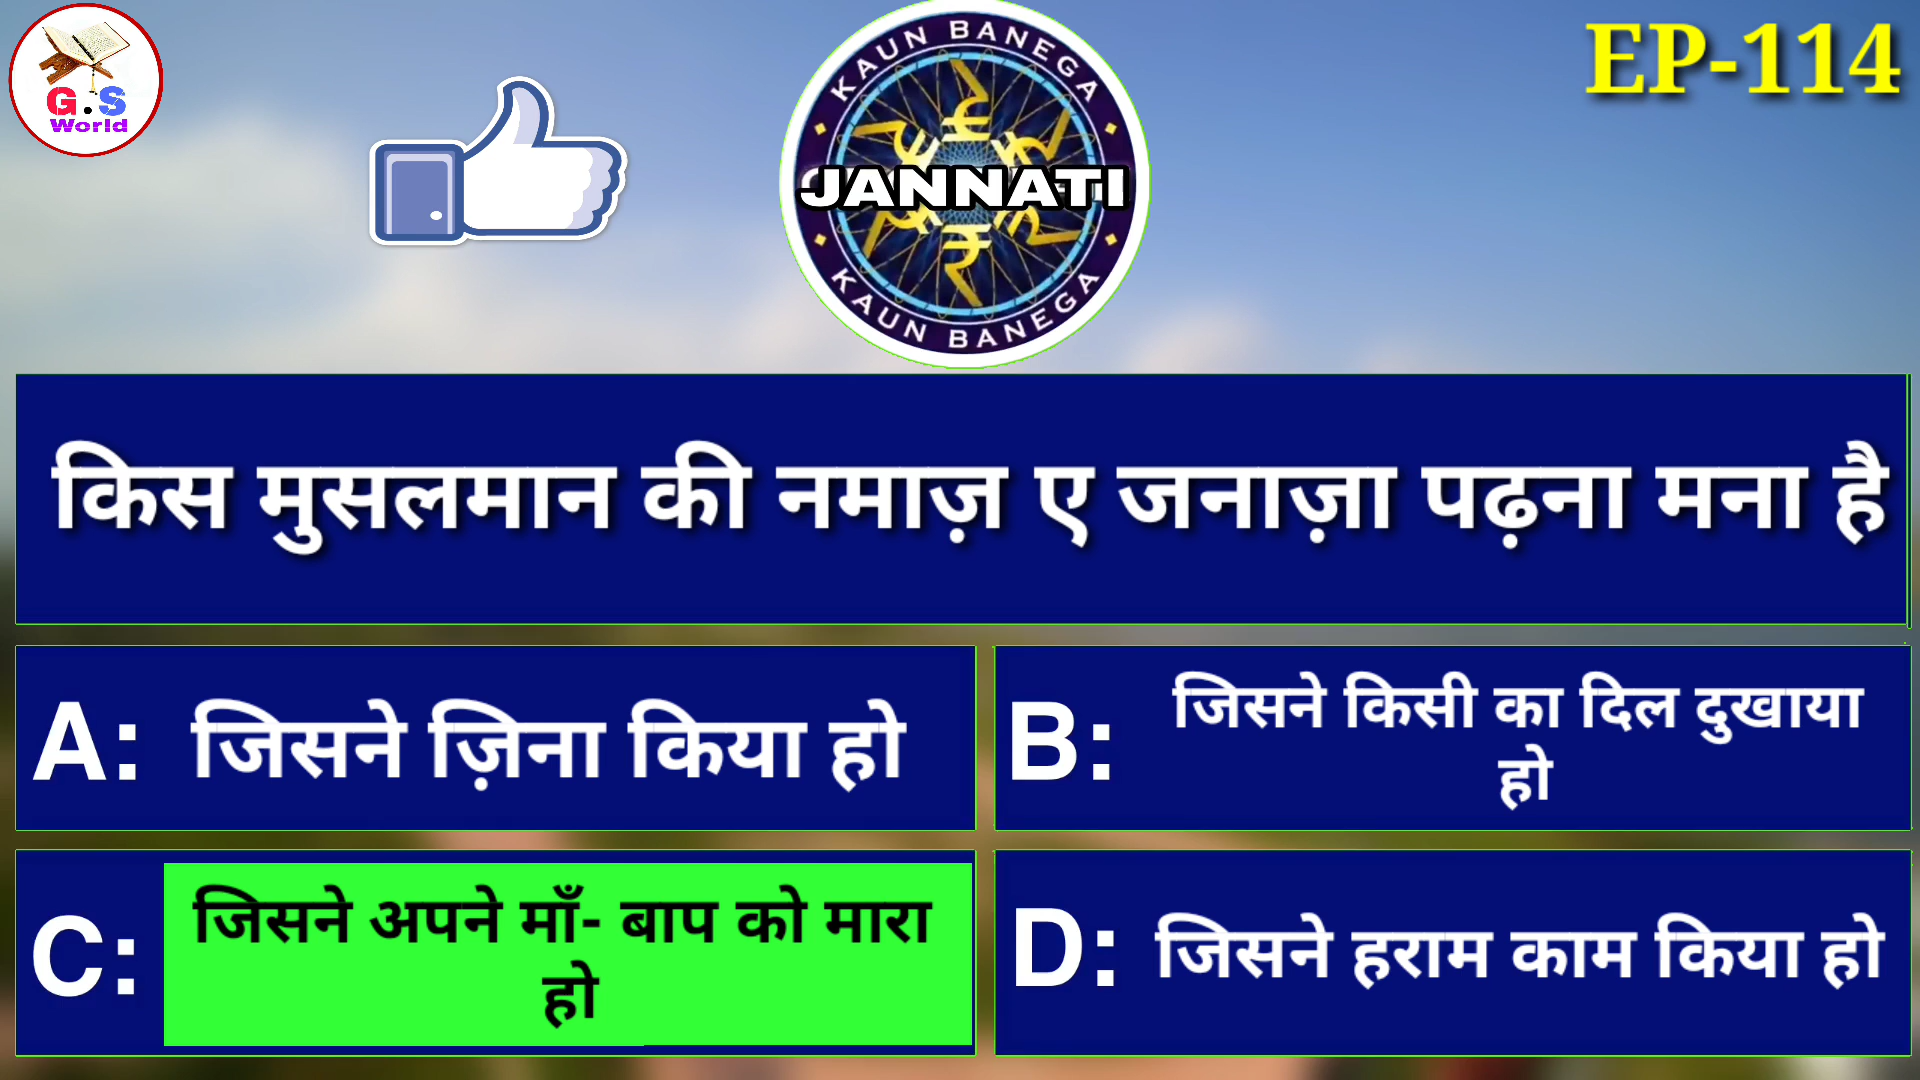 G.S
World
KAUN BANEGA
JANNATI
KAUN BANEGA
EP-114
किस मुसलमान की नमाज़ ए जनाज़ा पढ़ना मना है
A: जिसने ज़िना किया हो
B: जिसने किसी का दिल दुखाया
हो
C: जिसने अपने माँ- बाप को मारा
हो
D: जिसने हराम काम किया हो